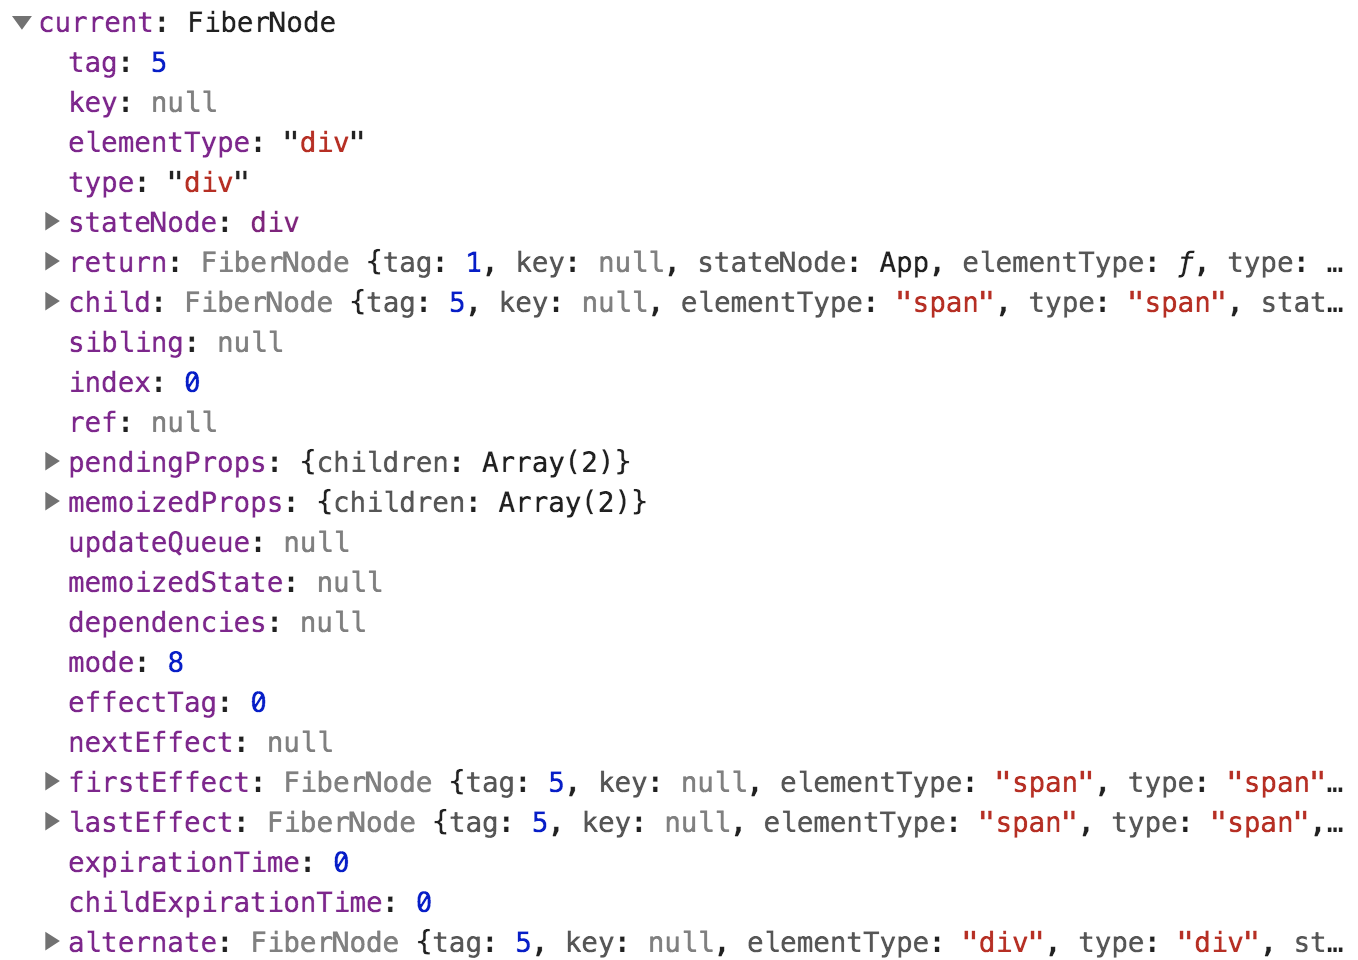 ▼current: FiberNode
tag: 5
key: null
elementType: "div"
type: "div"
▶stateNode: div
▶return: FiberNode {tag: 1, key: null, stateNode: App, elementType: ƒ, type: …
▶child: FiberNode {tag: 5, key: null, elementType: "span", type: "span", stat…
sibling: null
index: 0
ref: null
▶pendingProps: {children: Array(2)}
▶memoizedProps: {children: Array(2)}
updateQueue: null
memoizedState: null
dependencies: null
mode: 8
effectTag: 0
nextEffect: null
▶firstEffect: FiberNode {tag: 5, key: null, elementType: "span", type: "span"…
▶lastEffect: FiberNode {tag: 5, key: null, elementType: "span", type: "span",…
expirationTime: 0
childExpirationTime: 0
▶alternate: FiberNode {tag: 5, key: null, elementType: "div", type: "div", st…